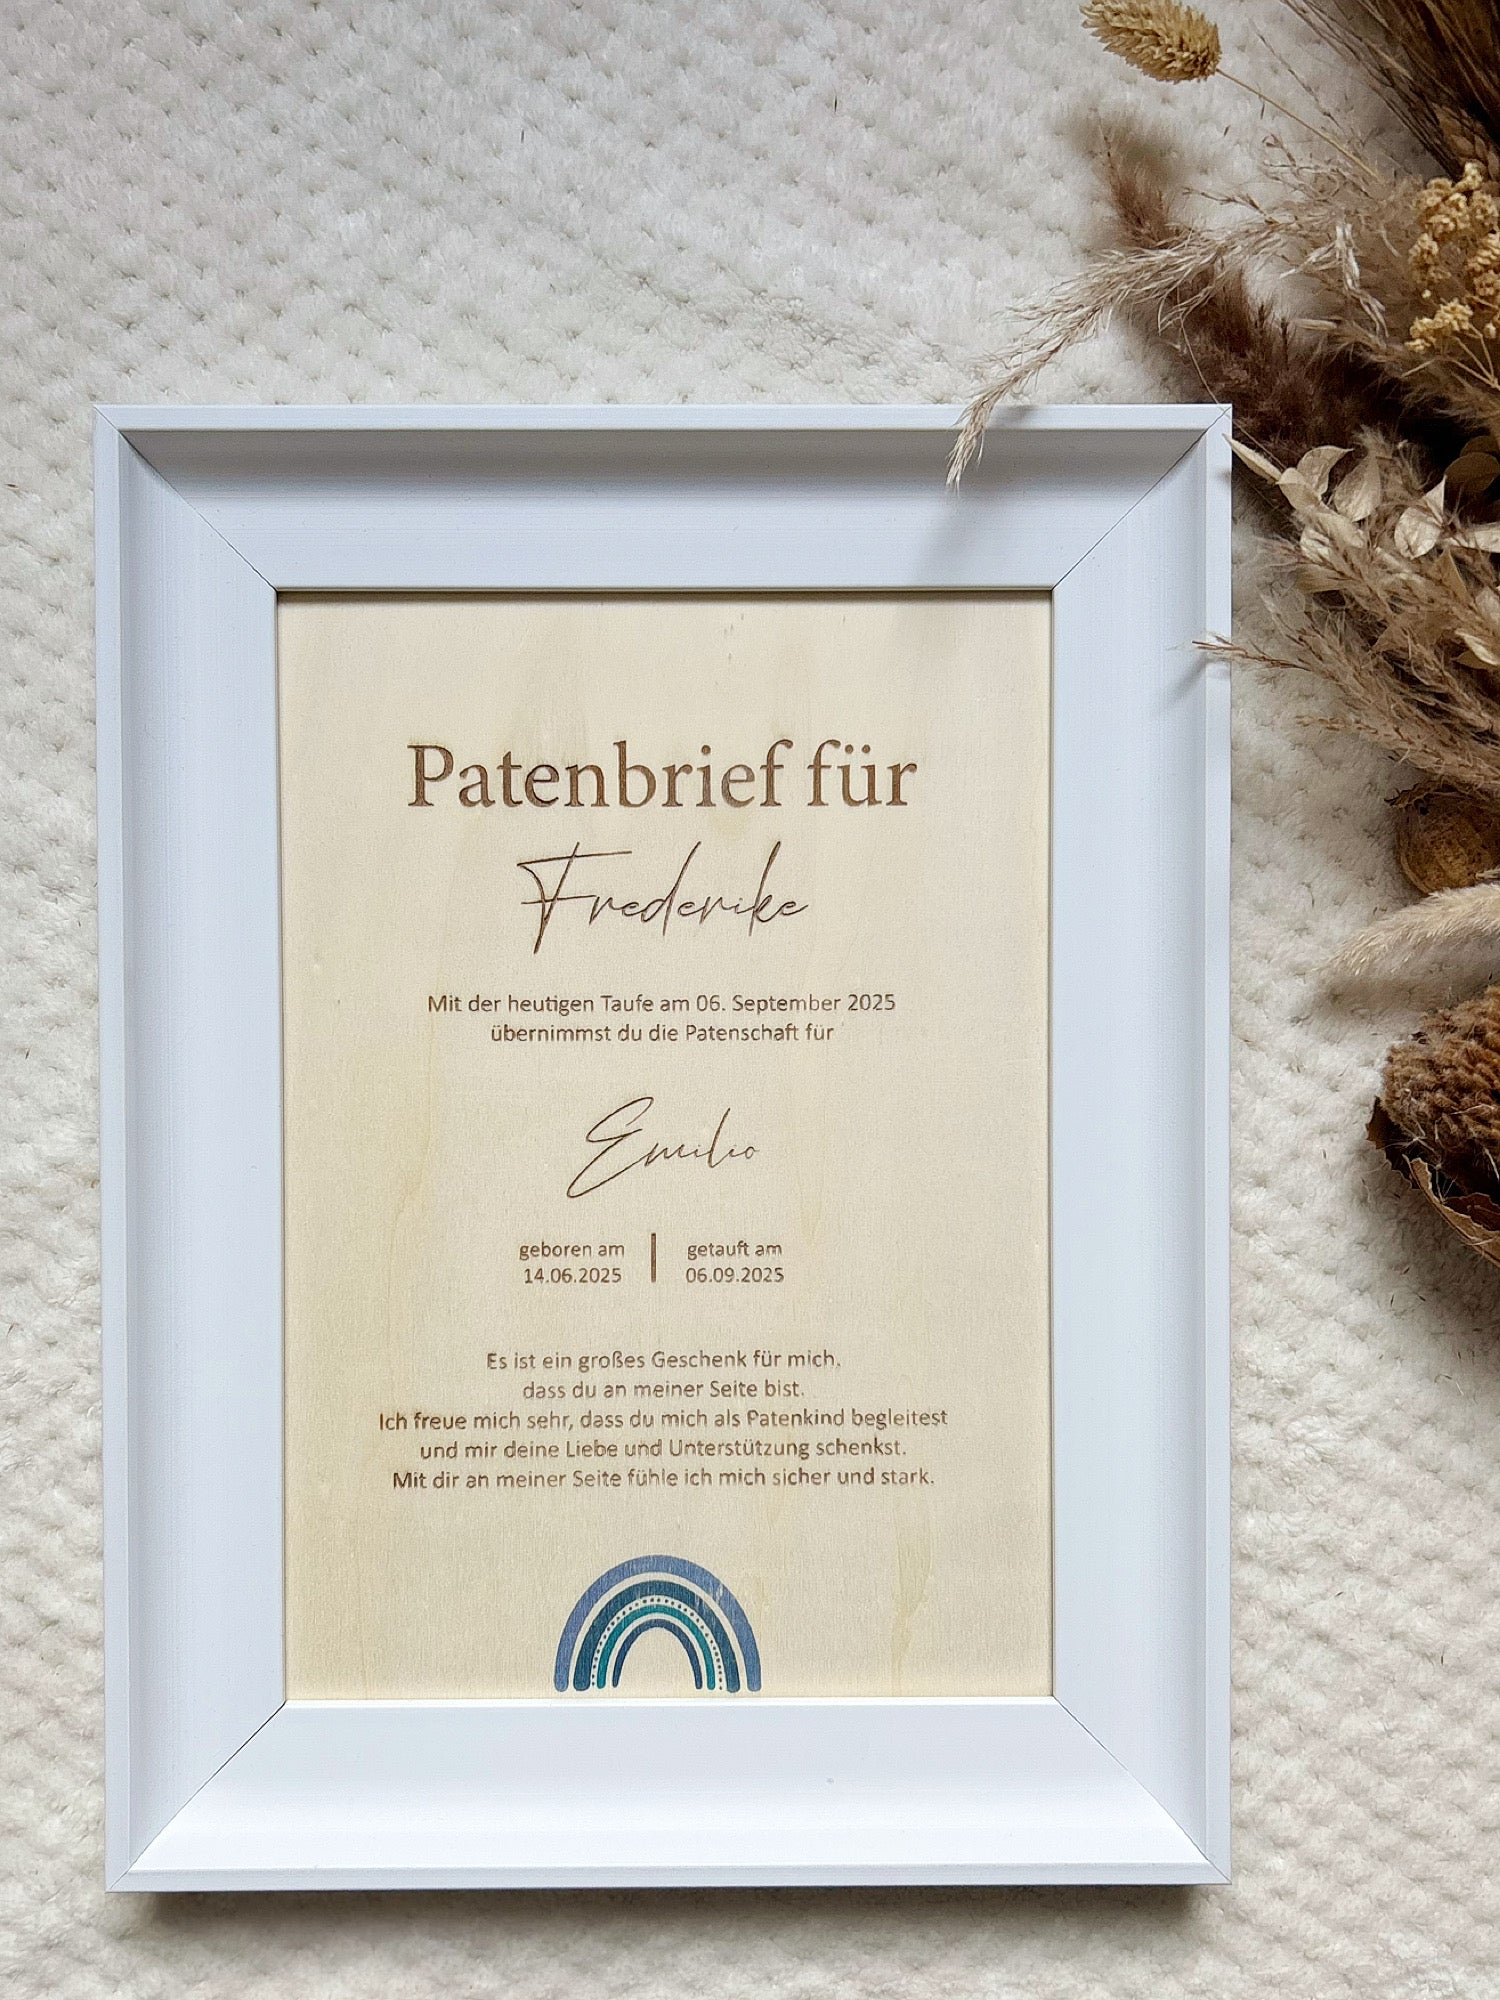 Patenbrief für
Frederike
Mit der heutigen Taufe am 06. September 2025
übernimmst du die Patenschaft für
Emilio
geboren am | getauft am
14.06.2025 | 06.09.2025
Es ist ein großes Geschenk für mich,
dass du an meiner Seite bist.
Ich freue mich sehr, dass du mich als Patenkind begleitest
und mir deine Liebe und Unterstützung schenkst.
Mit dir an meiner Seite fühle ich mich sicher und stark.